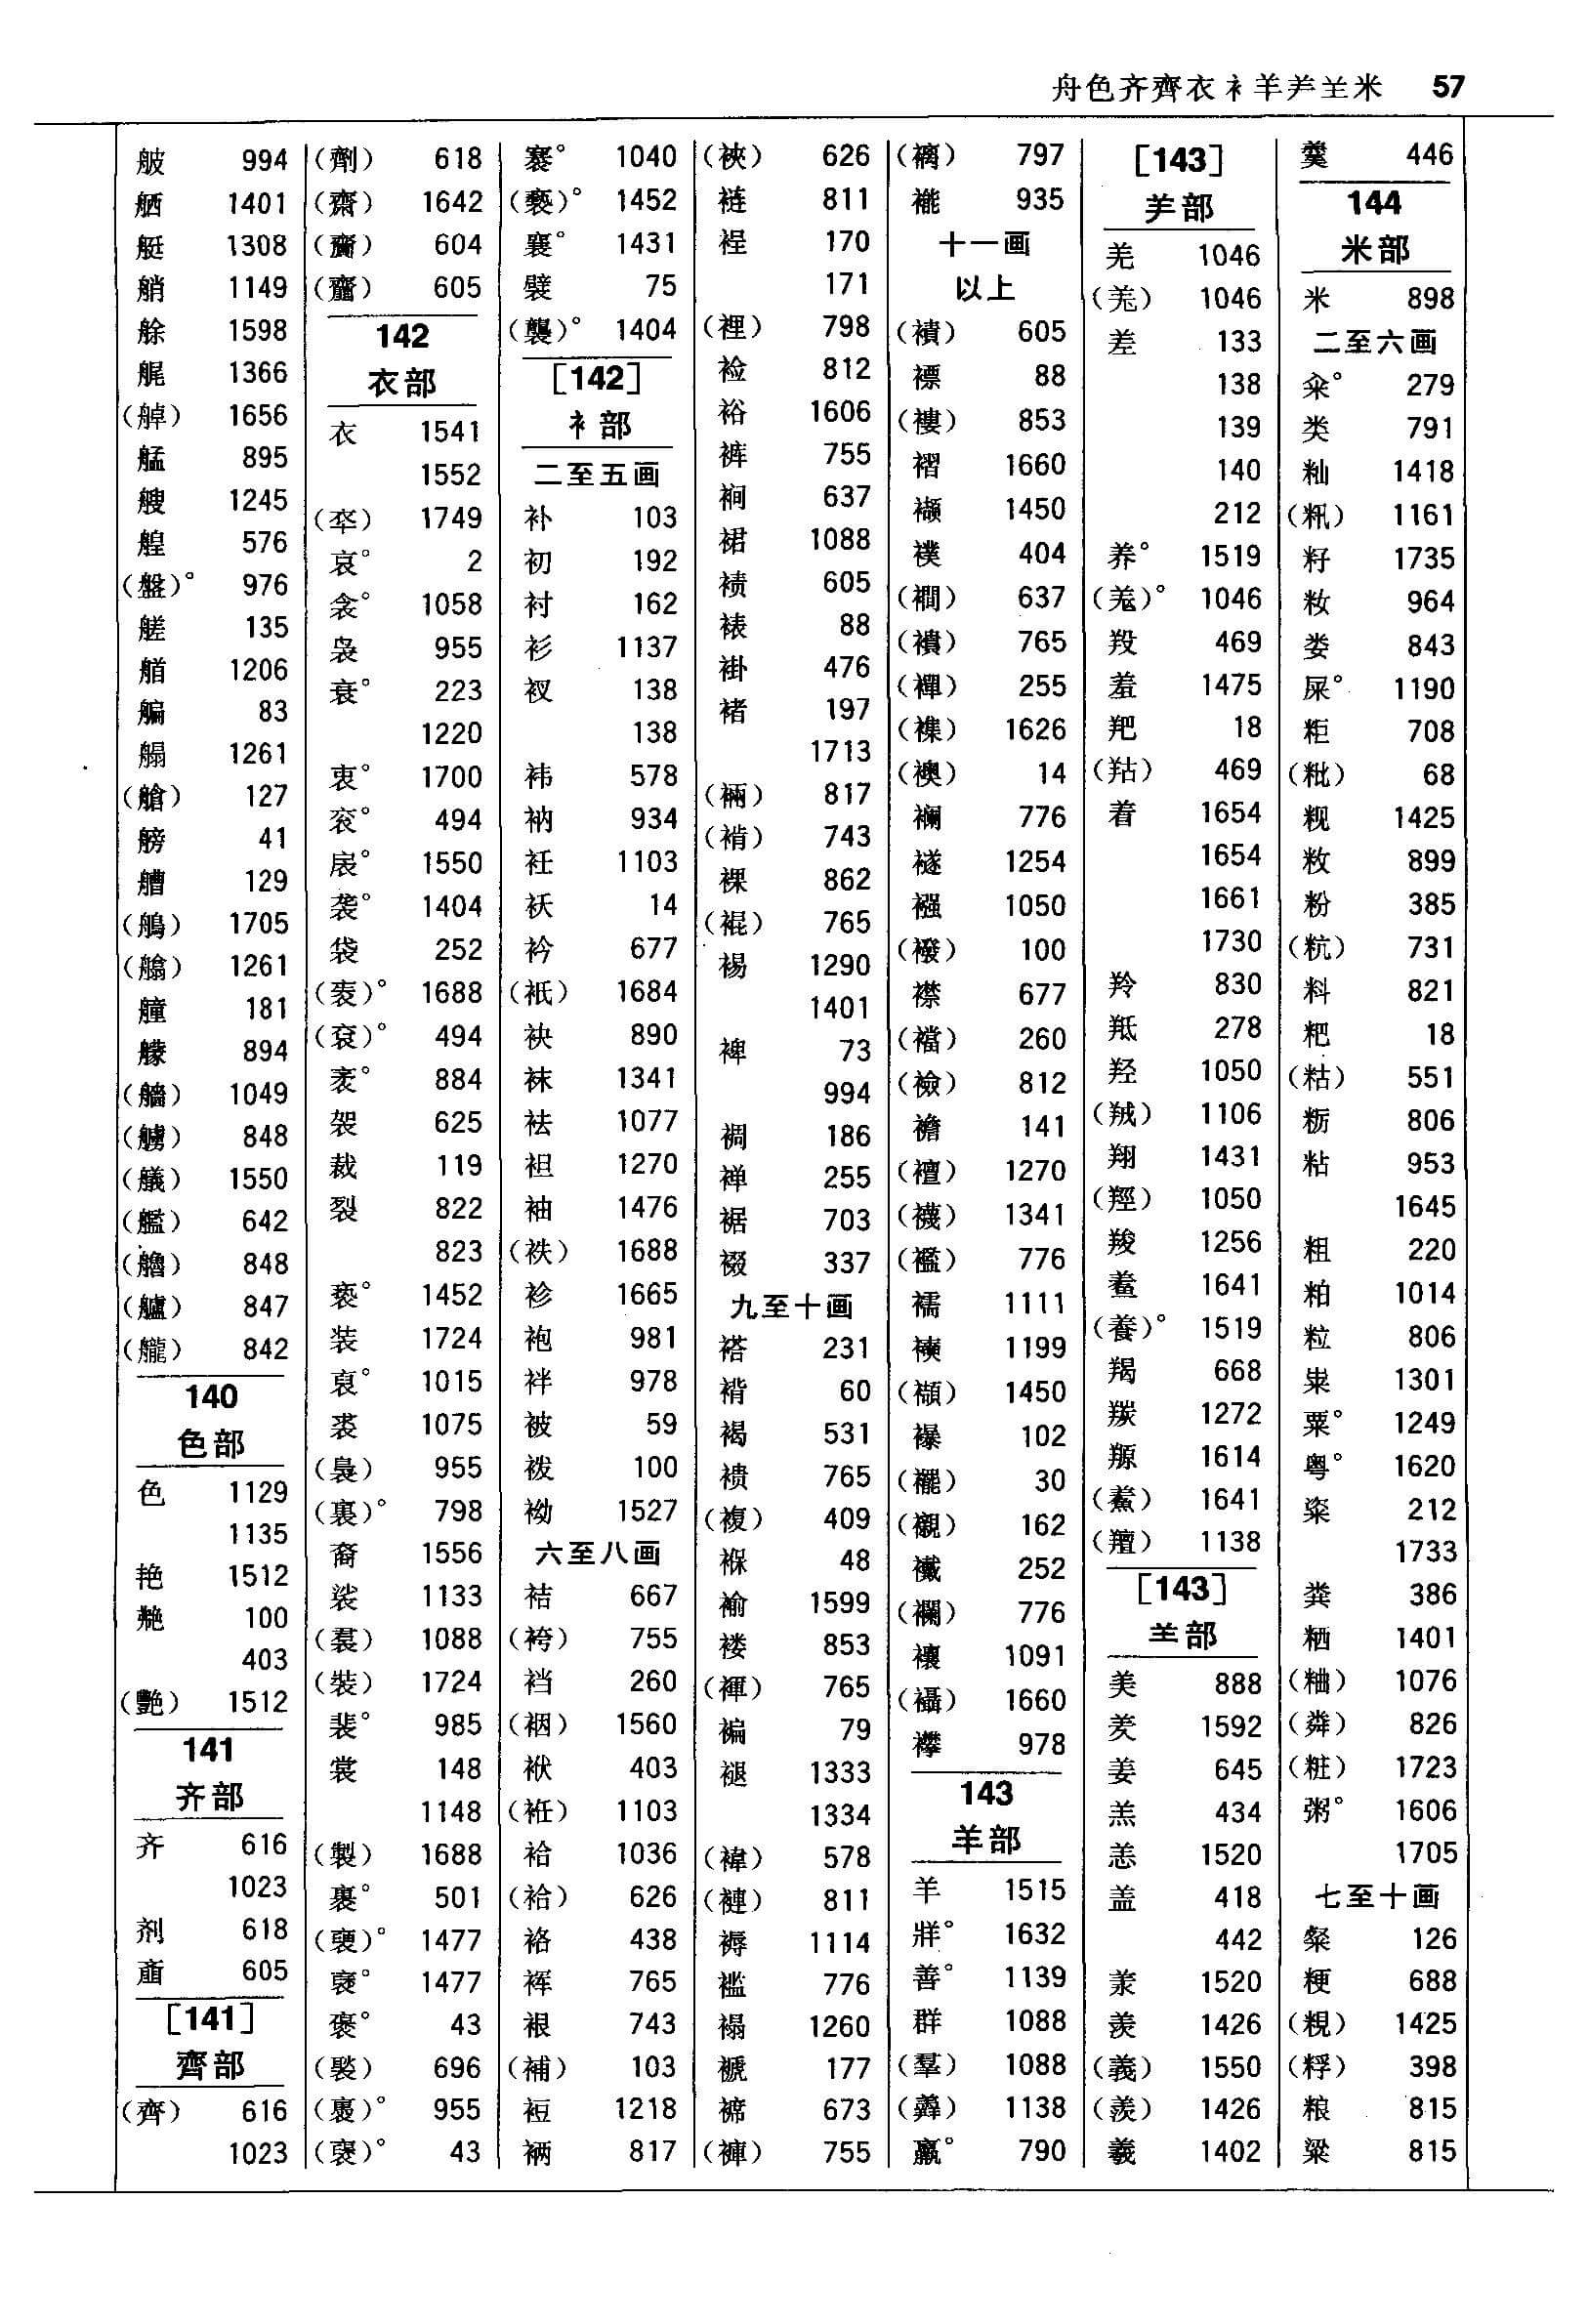 舟色齐齊衣衤羊⺶𦍌米 57
舭 994
舾 1401
艇 1308
艄 1149
艅 1598
艉 1366
(艀) 1656
艋 895
艘 1245
艎 576
(盤)° 976
艖 135
艏 1206
艑 83
艒 1261
(艙) 127
艕 41
艚 129
(鵃) 1705
(艗) 1261
艟 181
艨 894
(艢) 1049
(艣) 848
(艤) 1550
(艦) 642
(艪) 848
(艫) 847
(艭) 842
140
色部
色 1129
1135
艳 1512
艴 100
403
(艷) 1512
141
齐部
齐 616
1023
剂 618
齑 605
[141]
齊部
(齊) 616
1023
(劑) 618
(齋) 1642
(齎) 604
(齏) 605
142
衣部
衣 1541
1552
(卒) 1749
哀° 2
衾° 1058
袅 955
衰° 223
1220
衷° 1700
衮° 494
扆° 1550
袭° 1404
袋 252
(袠)° 1688
(袞)° 494
袤° 884
袈 625
裁 119
裂 822
823
亵° 1452
装 1724
裒° 1015
裘 1075
(裊) 955
(裏)° 798
裔 1556
裟 1133
(裠) 1088
(裝) 1724
裴° 985
裳 148
1148
(製) 1688
裹° 501
(褎)° 1477
褏° 1477
褒° 43
(褧) 696
(裹)° 955
(襃)° 43
褰° 1040
(褻)° 1452
襄° 1431
襞 75
(襲)° 1404
[142]
衤部
二至五画
补 103
初 192
衬 162
衫 1137
衩 138
138
袆 578
衲 934
衽 1103
袄 14
衿 677
(袛) 1684
袂 890
袜 1341
祛 1077
袒 1270
袖 1476
(袟) 1688
袗 1665
袍 981
袢 978
被 59
袯 100
袎 1527
六至八画
袺 667
(袴) 755
裆 260
(裀) 1560
袱 403
(袵) 1103
袷 1036
(袷) 626
袼 438
裈 765
裉 743
(補) 103
裋 1218
裲 817
(裌) 626
裢 811
裎 170
171
(裡) 798
裣 812
裕 1606
裤 755
裥 637
裙 1088
𫌀 605
裱 88
褂 476
褚 197
1713
(裲) 817
(褃) 743
裸 862
(裩) 765
裼 1290
1401
裨 73
994
裯 186
禅 255
裾 703
裰 337
九至十画
褡 231
褙 60
褐 531
𫌇 765
(複) 409
褓 48
褕 1599
褛 853
(褌) 765
褊 79
褪 1333
1334
(褘) 578
(褳) 811
褥 1114
褴 776
褟 1260
褫 177
褅 673
(褲) 755
(褵) 797
褦 935
十一画
以上
(襀) 605
褾 88
(褸) 853
褶 1660
襭 1450
襆 404
(襉) 637
(襀) 765
(襌) 255
(襍) 1626
(襖) 14
襕 776
襚 1254
襁 1050
(襏) 100
襟 677
(襠) 260
(襝) 812
襜 141
(襢) 1270
(襪) 1341
(襤) 776
襦 1111
襫 1199
(襭) 1450
襮 102
(襬) 30
(襯) 162
襶 252
(襴) 776
禳 1091
(襵) 1660
襻 978
143
羊部
羊 1515
牂° 1632
善° 1139
群 1088
(羣) 1088
(羴) 1138
羸° 790
[143]
⺶部
羌 1046
(羗) 1046
差 133
138
139
140
212
养° 1519
(羌)° 1046
羖 469
羞 1475
羓 18
(羖) 469
着 1654
1654
1661
1730
羚 830
羝 278
羟 1050
(羢) 1106
翔 1431
(羥) 1050
羧 1256
鲝 1641
(養)° 1519
羯 668
羰 1272
羱 1614
(鮺) 1641
(羶) 1138
[143]
𦍌部
美 888
羑 1592
姜 645
羔 434
恙 1520
盖 418
442
羕 1520
羡 1426
(義) 1550
(羨) 1426
羲 1402
羹 446
144
米部
米 898
二至六画
籴° 279
类 791
籼 1418
(籸) 1161
籽 1735
籹 964
娄 843
屎° 1190
粔 708
(粃) 68
粯 1425
敉 899
粉 385
(粇) 731
料 821
粑 18
(粘) 551
粝 806
粘 953
1645
粗 220
粕 1014
粒 806
粜 1301
粟° 1249
粤° 1620
粢 212
1733
粪 386
栖 1401
(粬) 1076
(粦) 826
(粧) 1723
粥° 1606
1705
七至十画
粲 126
粳 688
(粯) 1425
(桴) 398
粮 815
粱 815